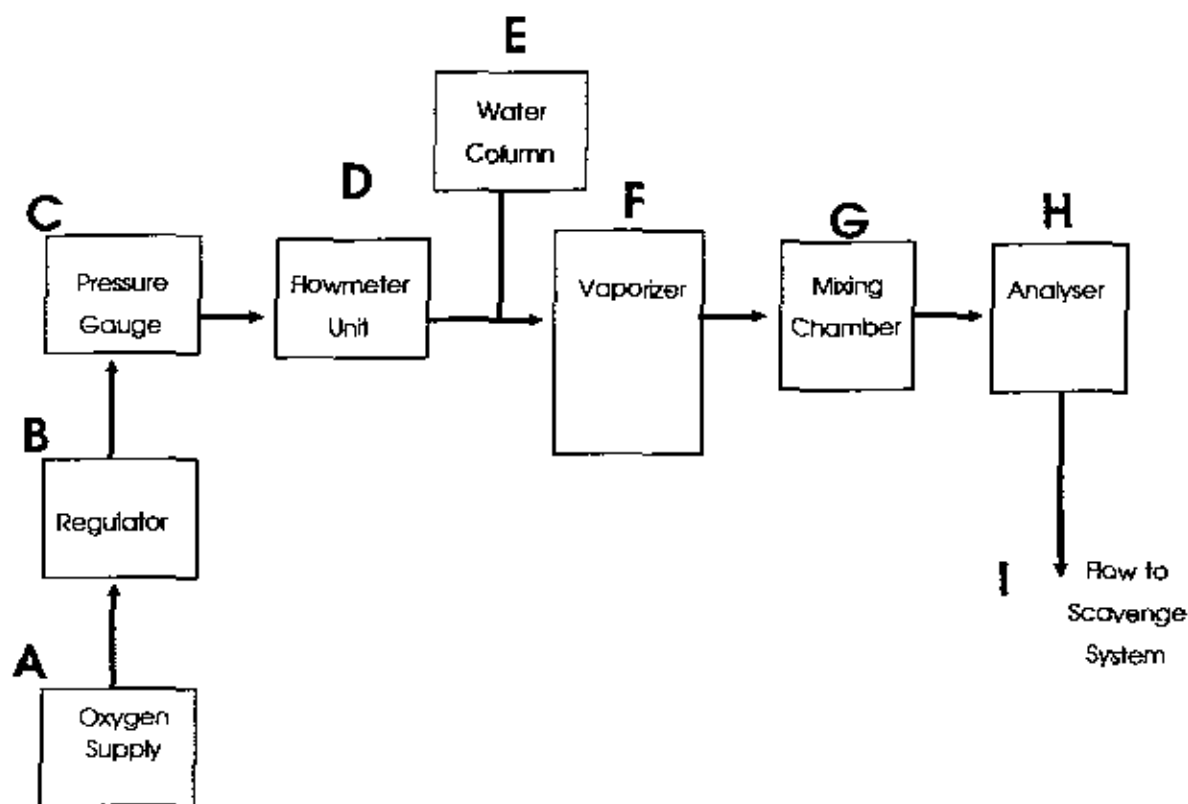 E
Water
Column
D
F
C
G
H
Pressure
Gauge
Flowmeter
Unit
Vaporizer
Mixing
Chamber
Analyser
B
Regulator
I
Flow to
Scavenge
System
A
Oxygen
Supply